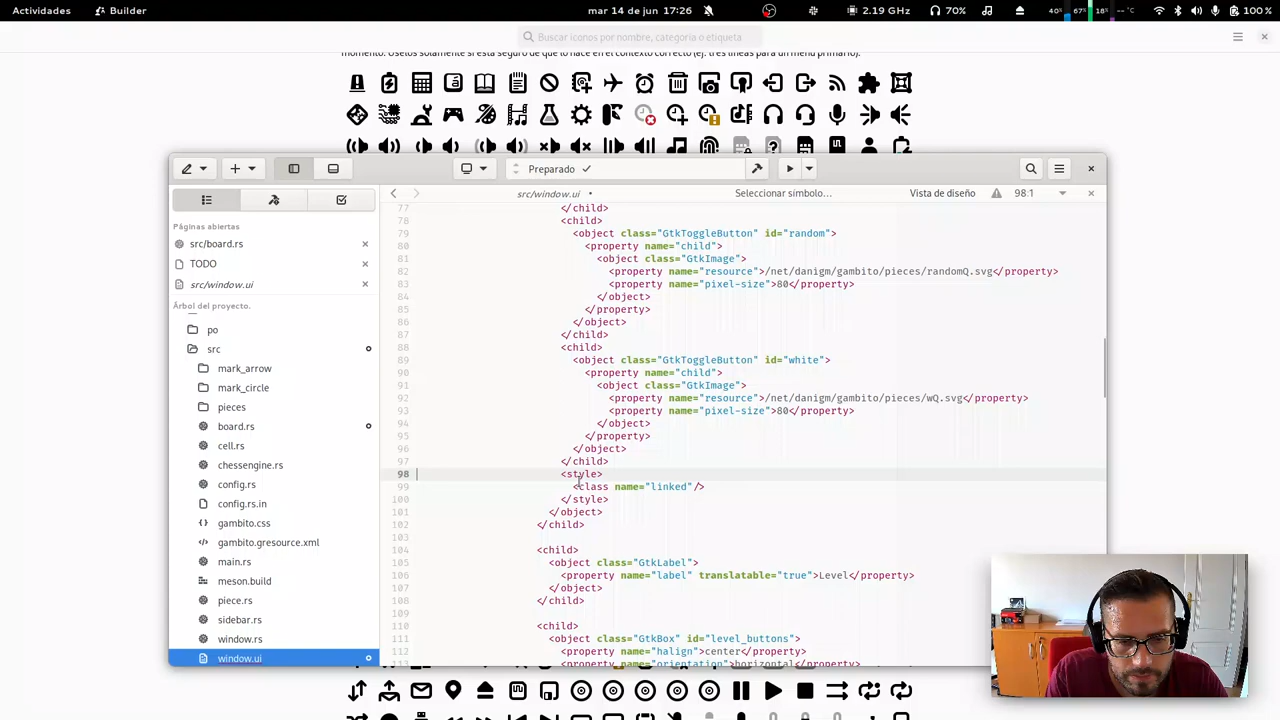 Actividades Builder mar 14 de jun 17:26 2.19 GHz 70% 40% 67% 18% -- °C 100 %
Buscar iconos por nombre, categoría o etiqueta
momento. Úselos solamente si está seguro de que lo hace en el contexto correcto (ej: tres líneas para un menú primario).
Preparado
src/window.ui • Seleccionar símbolo… Vista de diseño 98:1
Páginas abiertas
src/board.rs
TODO
src/window.ui
Árbol del proyecto.
po
src
mark_arrow
mark_circle
pieces
board.rs
cell.rs
chessengine.rs
config.rs
config.rs.in
gambito.css
gambito.gresource.xml
main.rs
meson.build
piece.rs
sidebar.rs
window.rs
window.ui
77 </child>
78 <child>
79 <object class="GtkToggleButton" id="random">
80 <property name="child">
81 <object class="GtkImage">
82 <property name="resource">/net/danigm/gambito/pieces/randomQ.svg</property>
83 <property name="pixel-size">80</property>
84 </object>
85 </property>
86 </object>
87 </child>
88 <child>
89 <object class="GtkToggleButton" id="white">
90 <property name="child">
91 <object class="GtkImage">
92 <property name="resource">/net/danigm/gambito/pieces/wQ.svg</property>
93 <property name="pixel-size">80</property>
94 </object>
95 </property>
96 </object>
97 </child>
98 <style>
99 <class name="linked"/>
100 </style>
101 </object>
102 </child>
103
104 <child>
105 <object class="GtkLabel">
106 <property name="label" translatable="true">Level</property>
107 </object>
108 </child>
109
110 <child>
111 <object class="GtkBox" id="level_buttons">
112 <property name="halign">center</property>
113 <property name="orientation">horizontal</property>